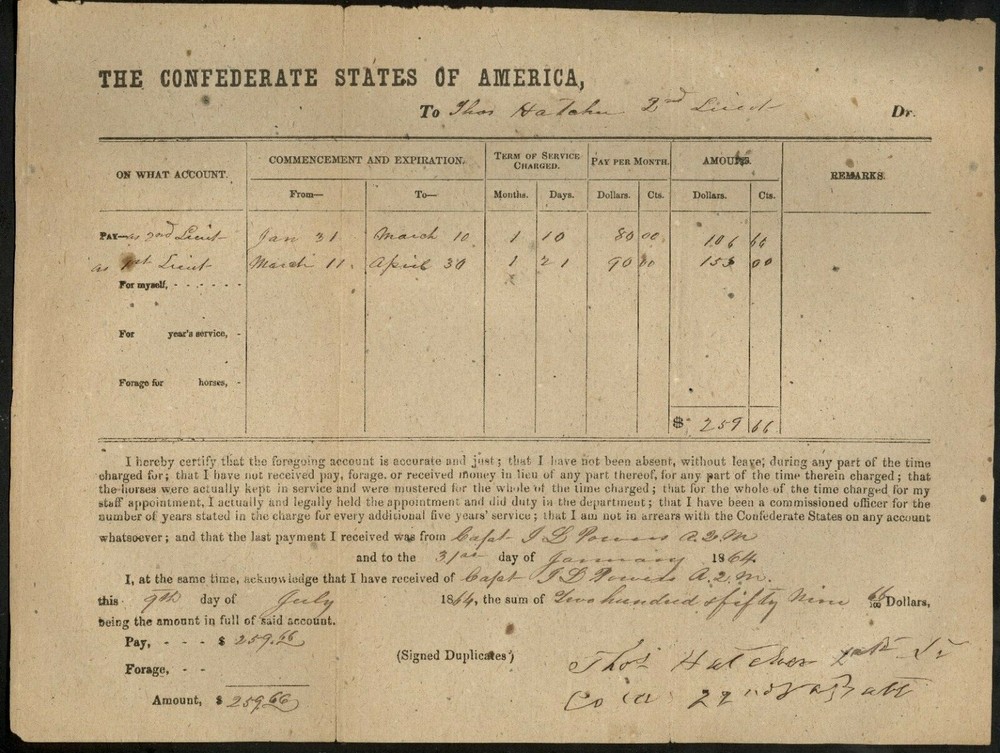 THE CONFEDERATE STATES OF AMERICA,
To Thos Hatcher 2nd Lieut Dr.
ON WHAT ACCOUNT. COMMENCEMENT AND EXPIRATION. TERM OF SERVICE CHARGED. PAY PER MONTH. AMOUNT. REMARKS.
From— To— Months. Days. Dollars. Cts. Dollars. Cts.
PAY—as 2nd Lieut Jan 31 March 10 1 10 80 00 106 66
as 1st Lieut March 11 April 30 1 21 90 00 153 00
For myself, - - - - - -
For year's service, -
Forage for horses, -
$ 259 66
I hereby certify that the foregoing account is accurate and just; that I have not been absent, without leave, during any part of the time
charged for; that I have not received pay, forage, or received money in lieu of any part thereof, for any part of the time therein charged; that
the horses were actually kept in service and were mustered for the whole of the time charged; that for the whole of the time charged for my
staff appointment, I actually and legally held the appointment and did duty in the department; that I have been a commissioned officer for the
number of years stated in the charge for every additional five years' service; that I am not in arrears with the Confederate States on any account
whatsoever; and that the last payment I received was from Capt I D Powers A.Q.M
and to the 31st day of January 1864.
I, at the same time, acknowledge that I have received of Capt I D Powers A.Q.M.
this 9th day of July 1864, the sum of Two hundred & fifty Nine 66/100 Dollars,
being the amount in full of said account.
Pay, - - - $ 259.66
(Signed Duplicates) Thos Hatcher 1st Lt
Forage, - -
Co A 22nd Va Batt
Amount, $ 259.66